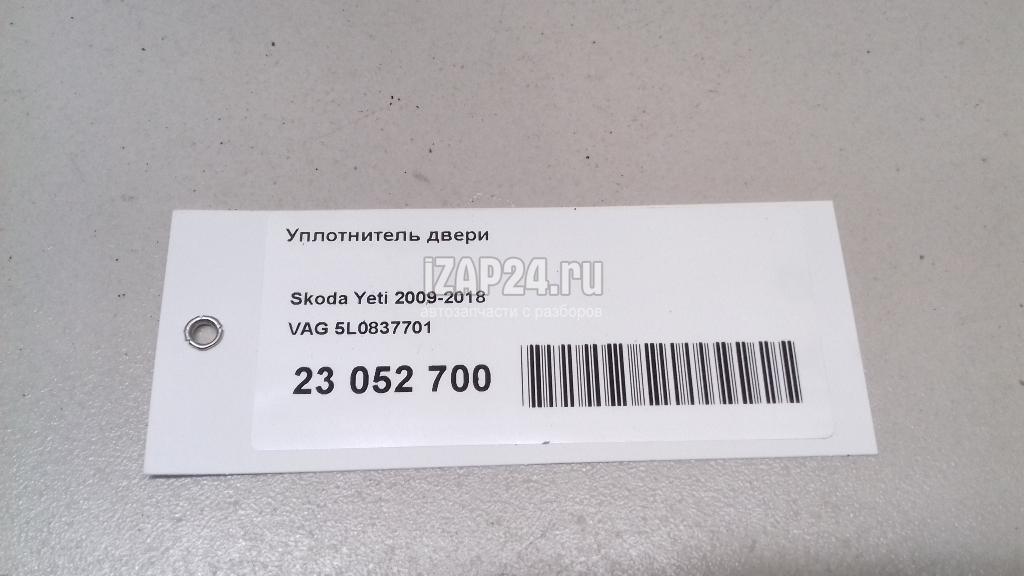 Уплотнитель двери
iZAP24.ru
Skoda Yeti 2009-2018
автозапчасти с разборов
VAG 5L0837701
23 052 700